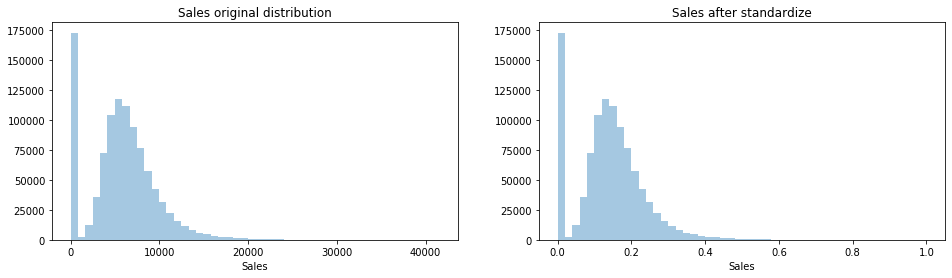 Sales original distribution
175000
150000
125000
100000
75000
50000
25000
0
0 10000 20000 30000 40000
Sales
Sales after standardize
175000
150000
125000
100000
75000
50000
25000
0
0.0 0.2 0.4 0.6 0.8 1.0
Sales